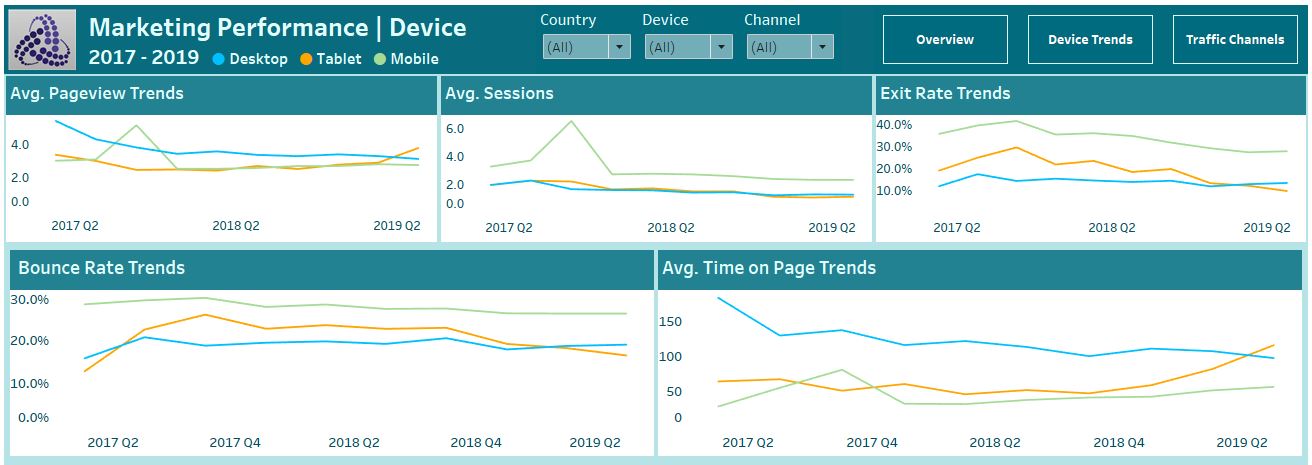 Marketing Performance | Device
2017 - 2019 Desktop Tablet Mobile
Country Device Channel
(All) (All) (All)
Overview Device Trends Traffic Channels
Avg. Pageview Trends
4.0
2.0
0.0
2017 Q2 2018 Q2 2019 Q2
Avg. Sessions
6.0
4.0
2.0
0.0
2017 Q2 2018 Q2 2019 Q2
Exit Rate Trends
40.0%
30.0%
20.0%
10.0%
2017 Q2 2018 Q2 2019 Q2
Bounce Rate Trends
30.0%
20.0%
10.0%
0.0%
2017 Q2 2017 Q4 2018 Q2 2018 Q4 2019 Q2
Avg. Time on Page Trends
150
100
50
0
2017 Q2 2017 Q4 2018 Q2 2018 Q4 2019 Q2